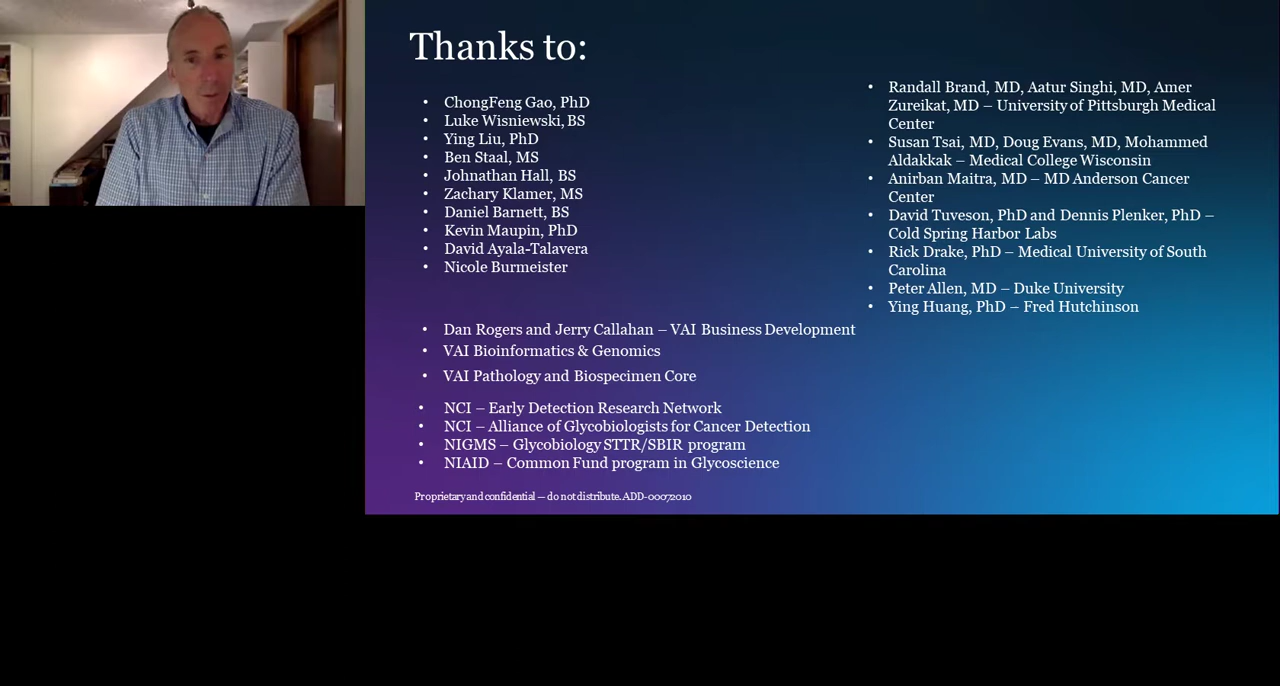 Thanks to:
• ChongFeng Gao, PhD
• Luke Wisniewski, BS
• Ying Liu, PhD
• Ben Staal, MS
• Johnathan Hall, BS
• Zachary Klamer, MS
• Daniel Barnett, BS
• Kevin Maupin, PhD
• David Ayala-Talavera
• Nicole Burmeister
• Dan Rogers and Jerry Callahan – VAI Business Development
• VAI Bioinformatics & Genomics
• VAI Pathology and Biospecimen Core
• NCI – Early Detection Research Network
• NCI – Alliance of Glycobiologists for Cancer Detection
• NIGMS – Glycobiology STTR/SBIR program
• NIAID – Common Fund program in Glycoscience
• Randall Brand, MD, Aatur Singhi, MD, Amer
Zureikat, MD – University of Pittsburgh Medical
Center
• Susan Tsai, MD, Doug Evans, MD, Mohammed
Aldakkak – Medical College Wisconsin
• Anirban Maitra, MD – MD Anderson Cancer
Center
• David Tuveson, PhD and Dennis Plenker, PhD –
Cold Spring Harbor Labs
• Rick Drake, PhD – Medical University of South
Carolina
• Peter Allen, MD – Duke University
• Ying Huang, PhD – Fred Hutchinson
Proprietary and confidential — do not distribute. ADD-00072010